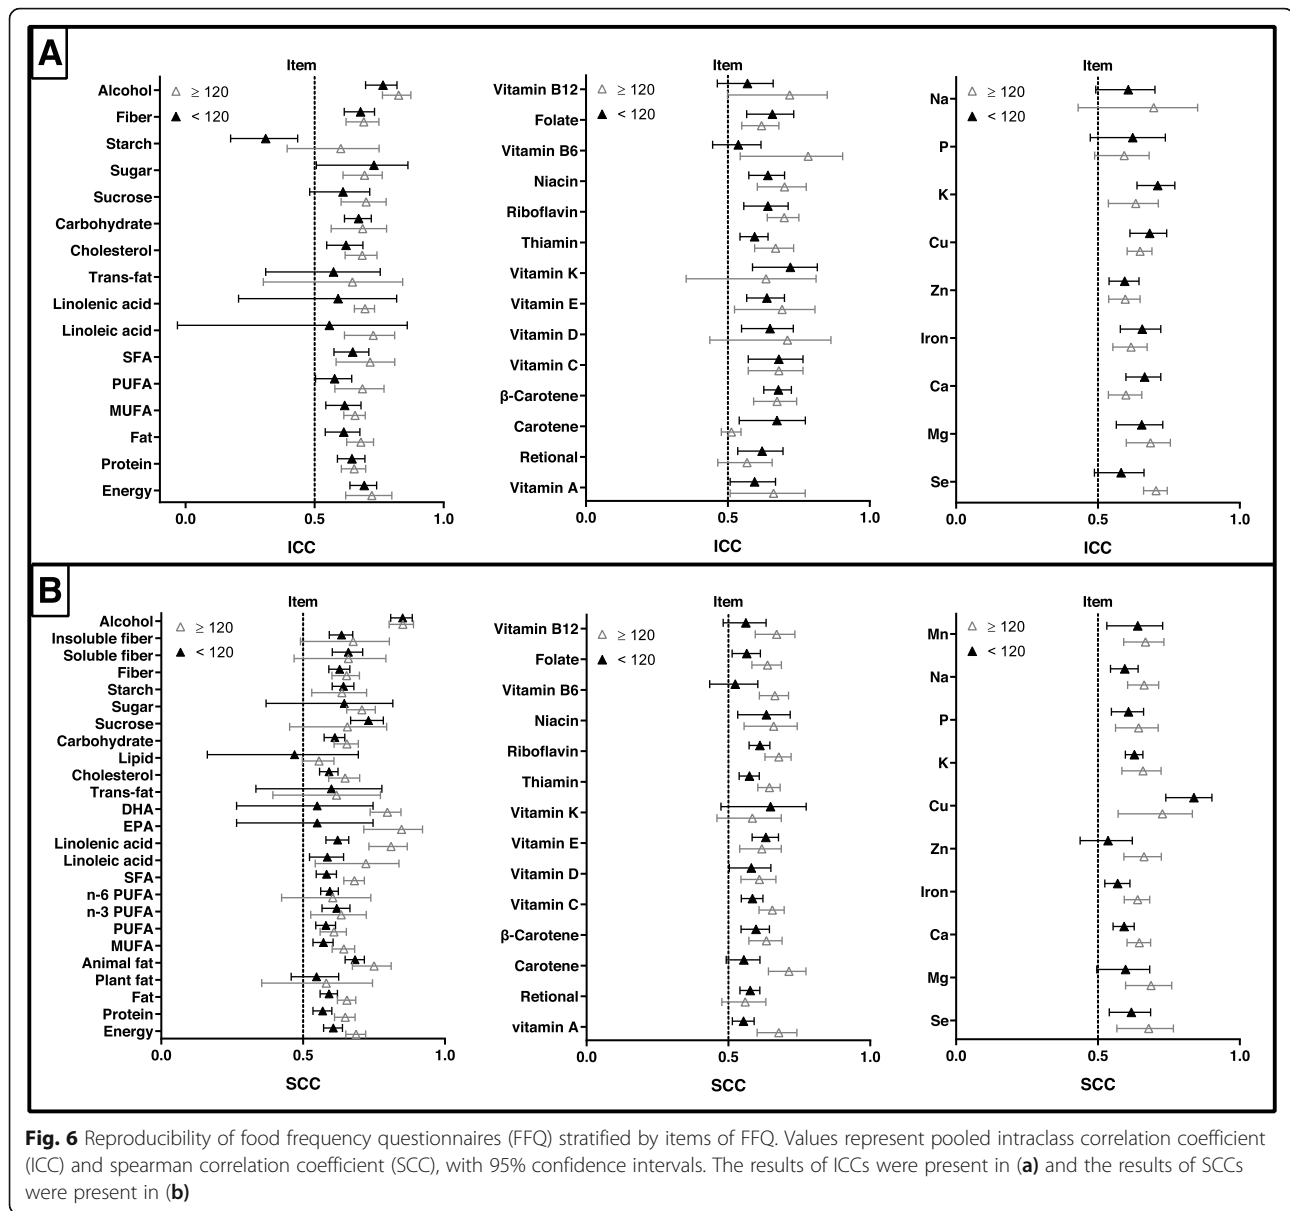 A
Item
≥ 120
< 120
Alcohol
Fiber
Starch
Sugar
Sucrose
Carbohydrate
Cholesterol
Trans-fat
Linolenic acid
Linoleic acid
SFA
PUFA
MUFA
Fat
Protein
Energy
0.0 0.5 1.0
ICC
Item
≥ 120
< 120
Vitamin B12
Folate
Vitamin B6
Niacin
Riboflavin
Thiamin
Vitamin K
Vitamin E
Vitamin D
Vitamin C
β-Carotene
Carotene
Retional
Vitamin A
0.0 0.5 1.0
ICC
Item
≥ 120
< 120
Na
P
K
Cu
Zn
Iron
Ca
Mg
Se
0.0 0.5 1.0
ICC
B
Item
≥ 120
< 120
Alcohol
Insoluble fiber
Soluble fiber
Fiber
Starch
Sugar
Sucrose
Carbohydrate
Lipid
Cholesterol
Trans-fat
DHA
EPA
Linolenic acid
Linoleic acid
SFA
n-6 PUFA
n-3 PUFA
PUFA
MUFA
Animal fat
Plant fat
Fat
Protein
Energy
0.0 0.5 1.0
SCC
Item
≥ 120
< 120
Vitamin B12
Folate
Vitamin B6
Niacin
Riboflavin
Thiamin
Vitamin K
Vitamin E
Vitamin D
Vitamin C
β-Carotene
Carotene
Retional
vitamin A
0.0 0.5 1.0
SCC
Item
≥ 120
< 120
Mn
Na
P
K
Cu
Zn
Iron
Ca
Mg
Se
0.0 0.5 1.0
SCC
Fig. 6 Reproducibility of food frequency questionnaires (FFQ) stratified by items of FFQ. Values represent pooled intraclass correlation coefficient
(ICC) and spearman correlation coefficient (SCC), with 95% confidence intervals. The results of ICCs were present in (a) and the results of SCCs
were present in (b)